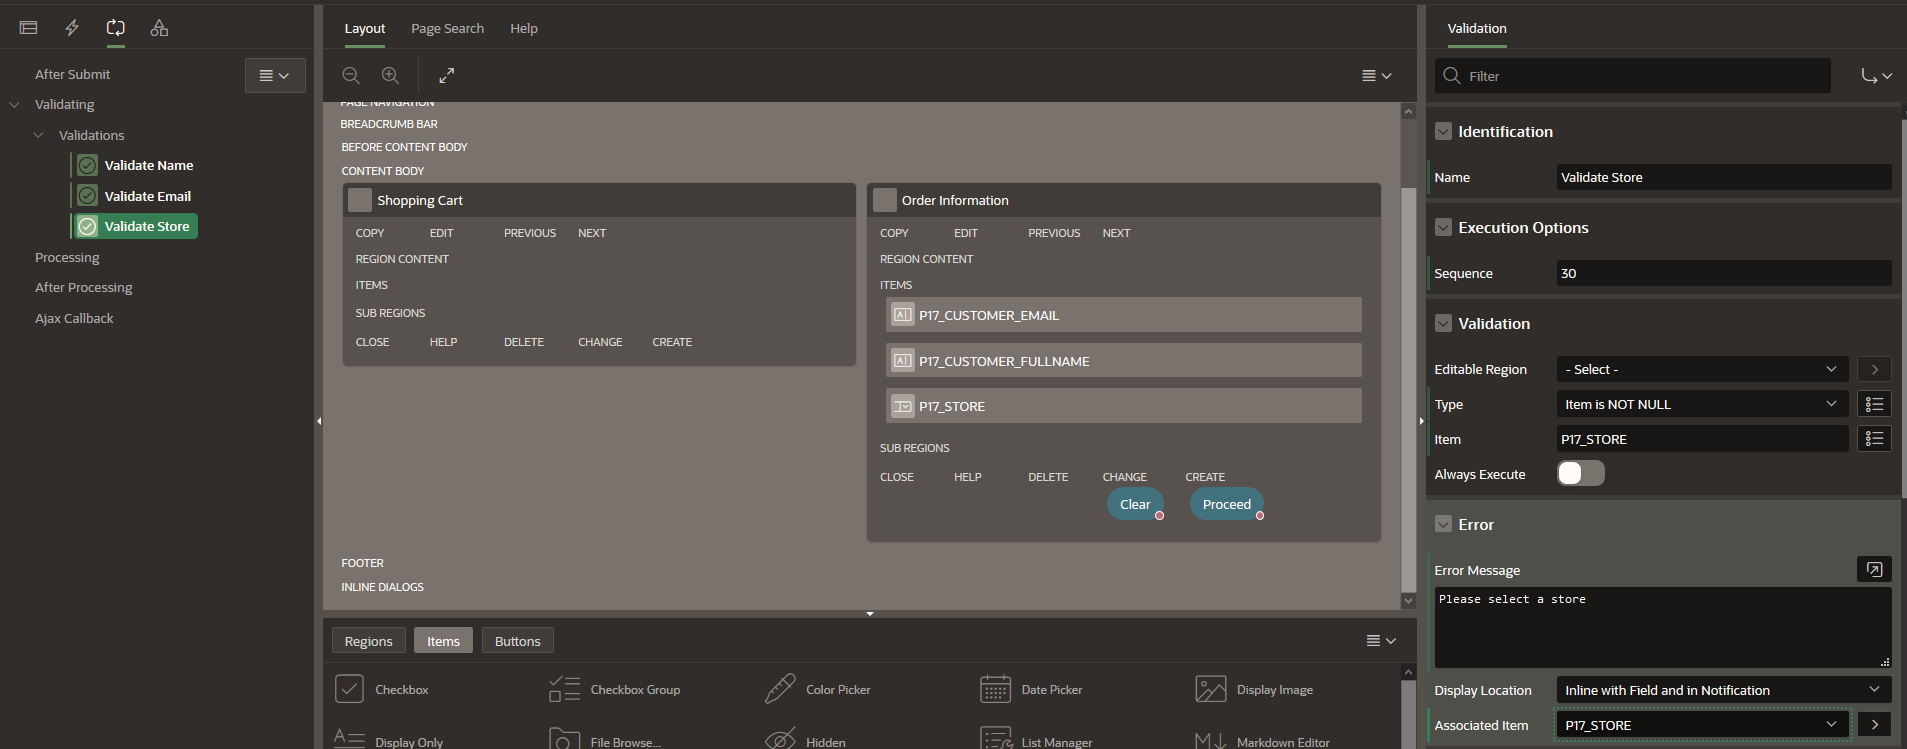 After Submit
Validating
Validations
Validate Name
Validate Email
Validate Store
Processing
After Processing
Ajax Callback
Layout Page Search Help
PAGE NAVIGATION
BREADCRUMB BAR
BEFORE CONTENT BODY
CONTENT BODY
Shopping Cart
COPY EDIT PREVIOUS NEXT
REGION CONTENT
ITEMS
SUB REGIONS
CLOSE HELP DELETE CHANGE CREATE
Order Information
COPY EDIT PREVIOUS NEXT
REGION CONTENT
ITEMS
P17_CUSTOMER_EMAIL
P17_CUSTOMER_FULLNAME
P17_STORE
SUB REGIONS
CLOSE HELP DELETE CHANGE CREATE
Clear Proceed
FOOTER
INLINE DIALOGS
Regions Items Buttons
Checkbox Checkbox Group Color Picker Date Picker Display Image
Display Only File Browse... Hidden List Manager Markdown Editor
Validation
Filter
Identification
Name Validate Store
Execution Options
Sequence 30
Validation
Editable Region - Select -
Type Item is NOT NULL
Item P17_STORE
Always Execute
Error
Error Message
Please select a store
Display Location Inline with Field and in Notification
Associated Item P17_STORE